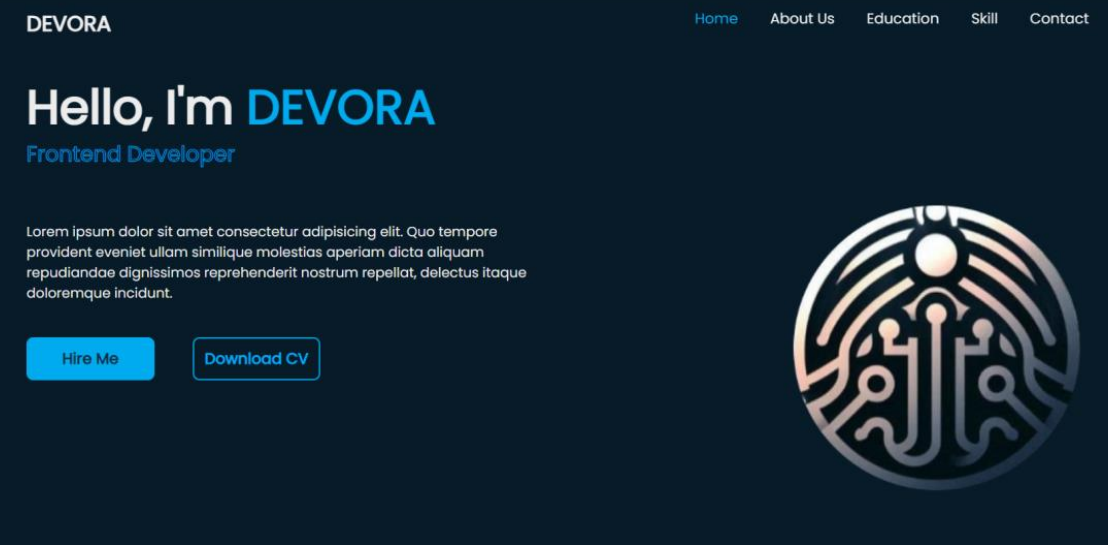 DEVORA
Home About Us Education Skill Contact
Hello, I'm DEVORA
Frontend Developer
Lorem ipsum dolor sit amet consectetur adipisicing elit. Quo tempore
provident eveniet ullam similique molestias aperiam dicta aliquam
repudiandae dignissimos reprehenderit nostrum repellat, delectus itaque
doloremque incidunt.
Hire Me
Download CV